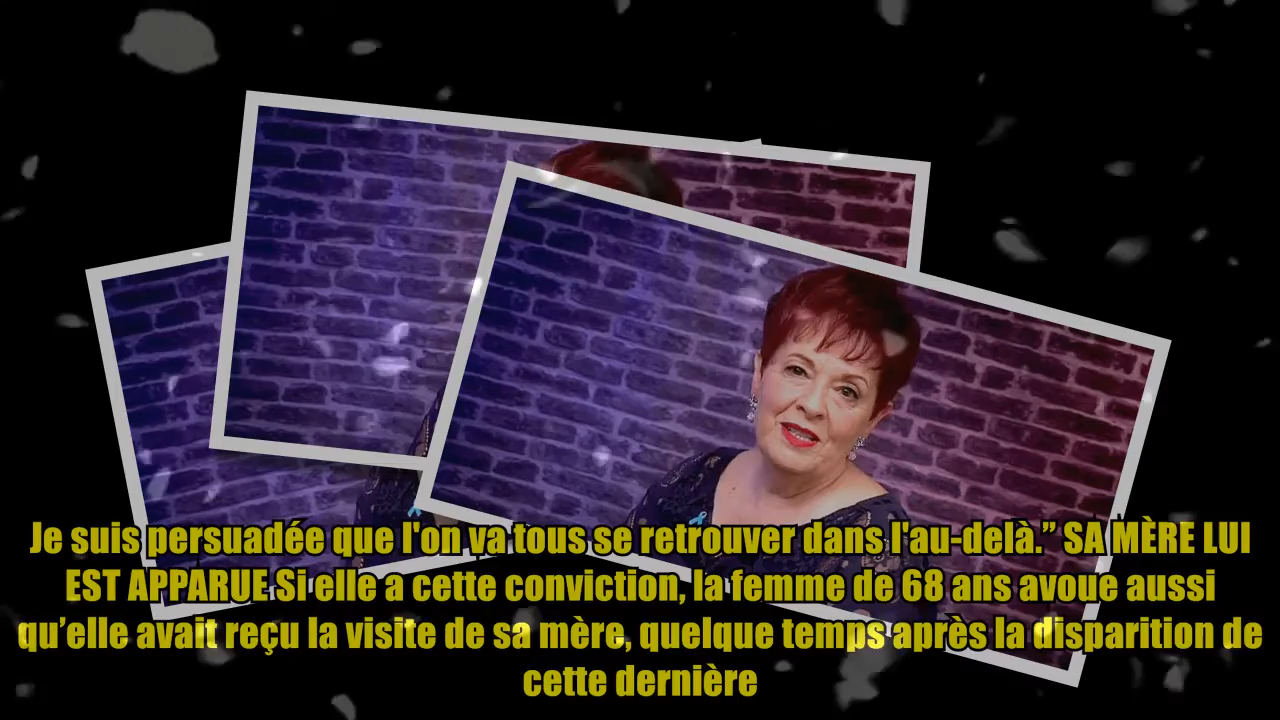 Je suis persuadée que l'on va tous se retrouver dans l'au-delà.” SA MÈRE LUI
EST APPARUE Si elle a cette conviction, la femme de 68 ans avoue aussi
qu’elle avait reçu la visite de sa mère, quelque temps après la disparition de
cette dernière